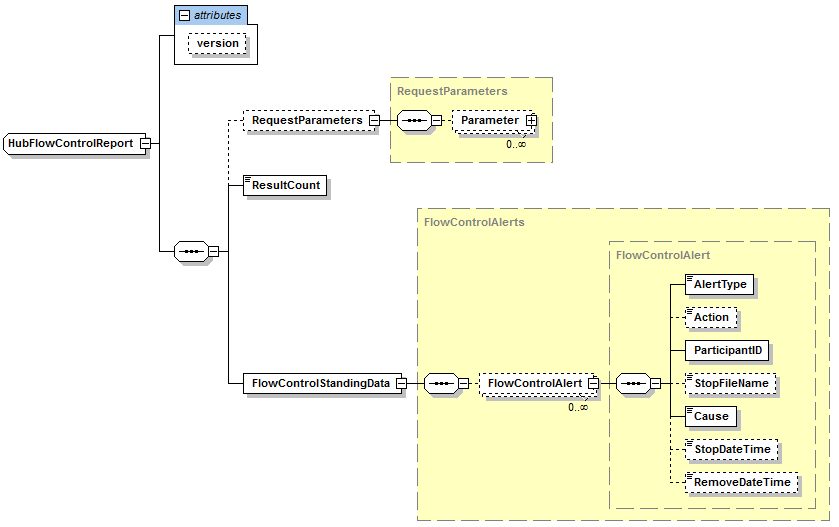 attributes
version
RequestParameters
RequestParameters
Parameter
0..∞
HubFlowControlReport
ResultCount
FlowControlAlerts
FlowControlAlert
AlertType
Action
ParticipantID
FlowControlStandingData
FlowControlAlert
0..∞
StopFileName
Cause
StopDateTime
RemoveDateTime